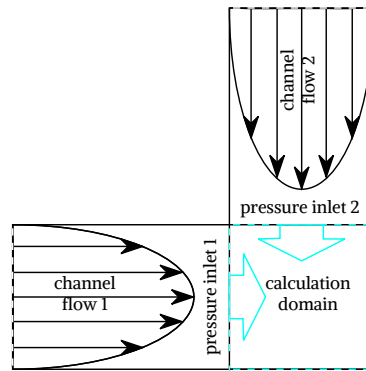 channel
flow 2
pressure inlet 2
channel
flow 1
pressure inlet 1
calculation
domain